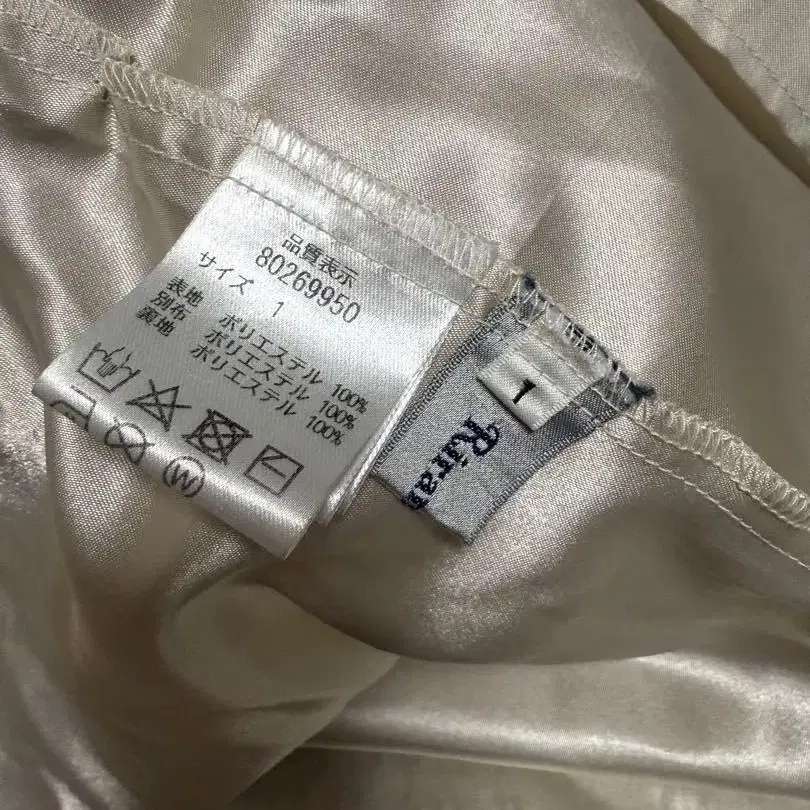 品質表示
80269950
サイズ 1
表地 ポリエステル 100%
別布 ポリエステル 100%
裏地 ポリエステル 100%
W
1